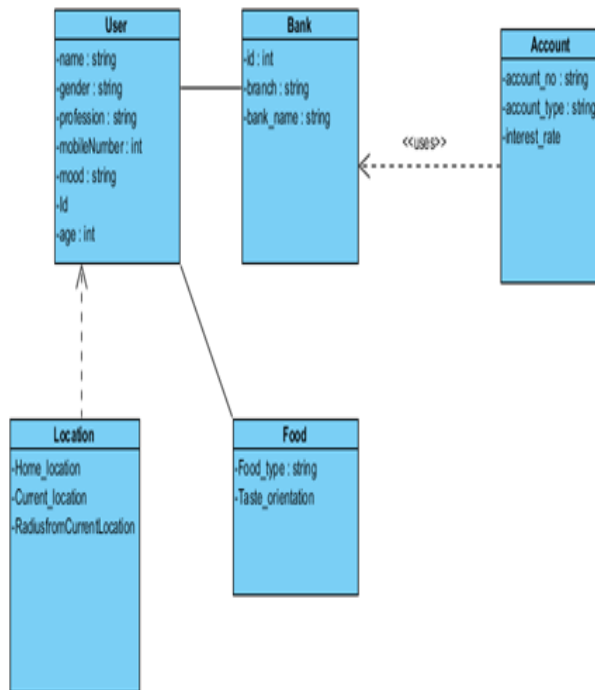 User
-name : string
-gender : string
-profession : string
-mobileNumber : int
-mood : string
-Id
-age : int
Bank
-id : int
-branch : string
-bank_name : string
Account
-account_no : string
-account_type : string
-interest_rate
<<uses>>
Location
-Home_location
-Current_location
-RadiusfromCurrentLocation
Food
-Food_type : string
-Taste_orientation